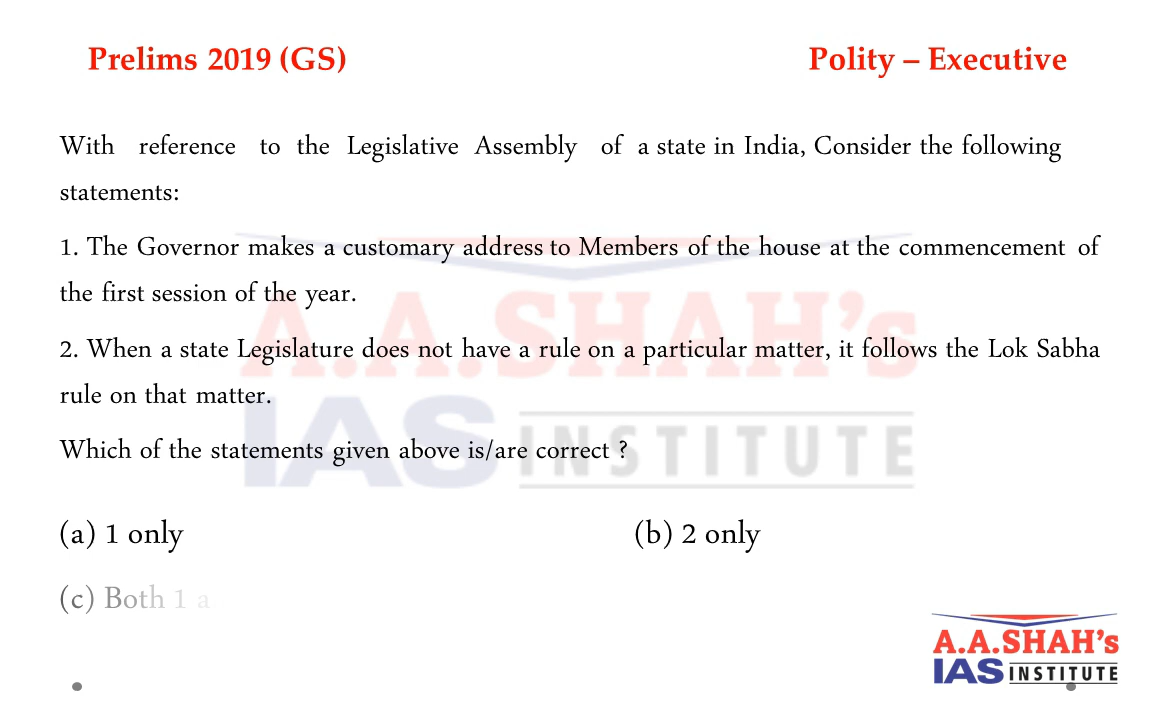 Prelims 2019 (GS)
Polity – Executive
With reference to the Legislative Assembly of a state in India, Consider the following
statements:
1. The Governor makes a customary address to Members of the house at the commencement of
the first session of the year.
2. When a state Legislature does not have a rule on a particular matter, it follows the Lok Sabha
rule on that matter.
Which of the statements given above is/are correct ?
(a) 1 only
(b) 2 only
(c) Both 1 a
A.A.SHAH's
IAS INSTITUTE
A.A.SHAH's
IAS INSTITUTE